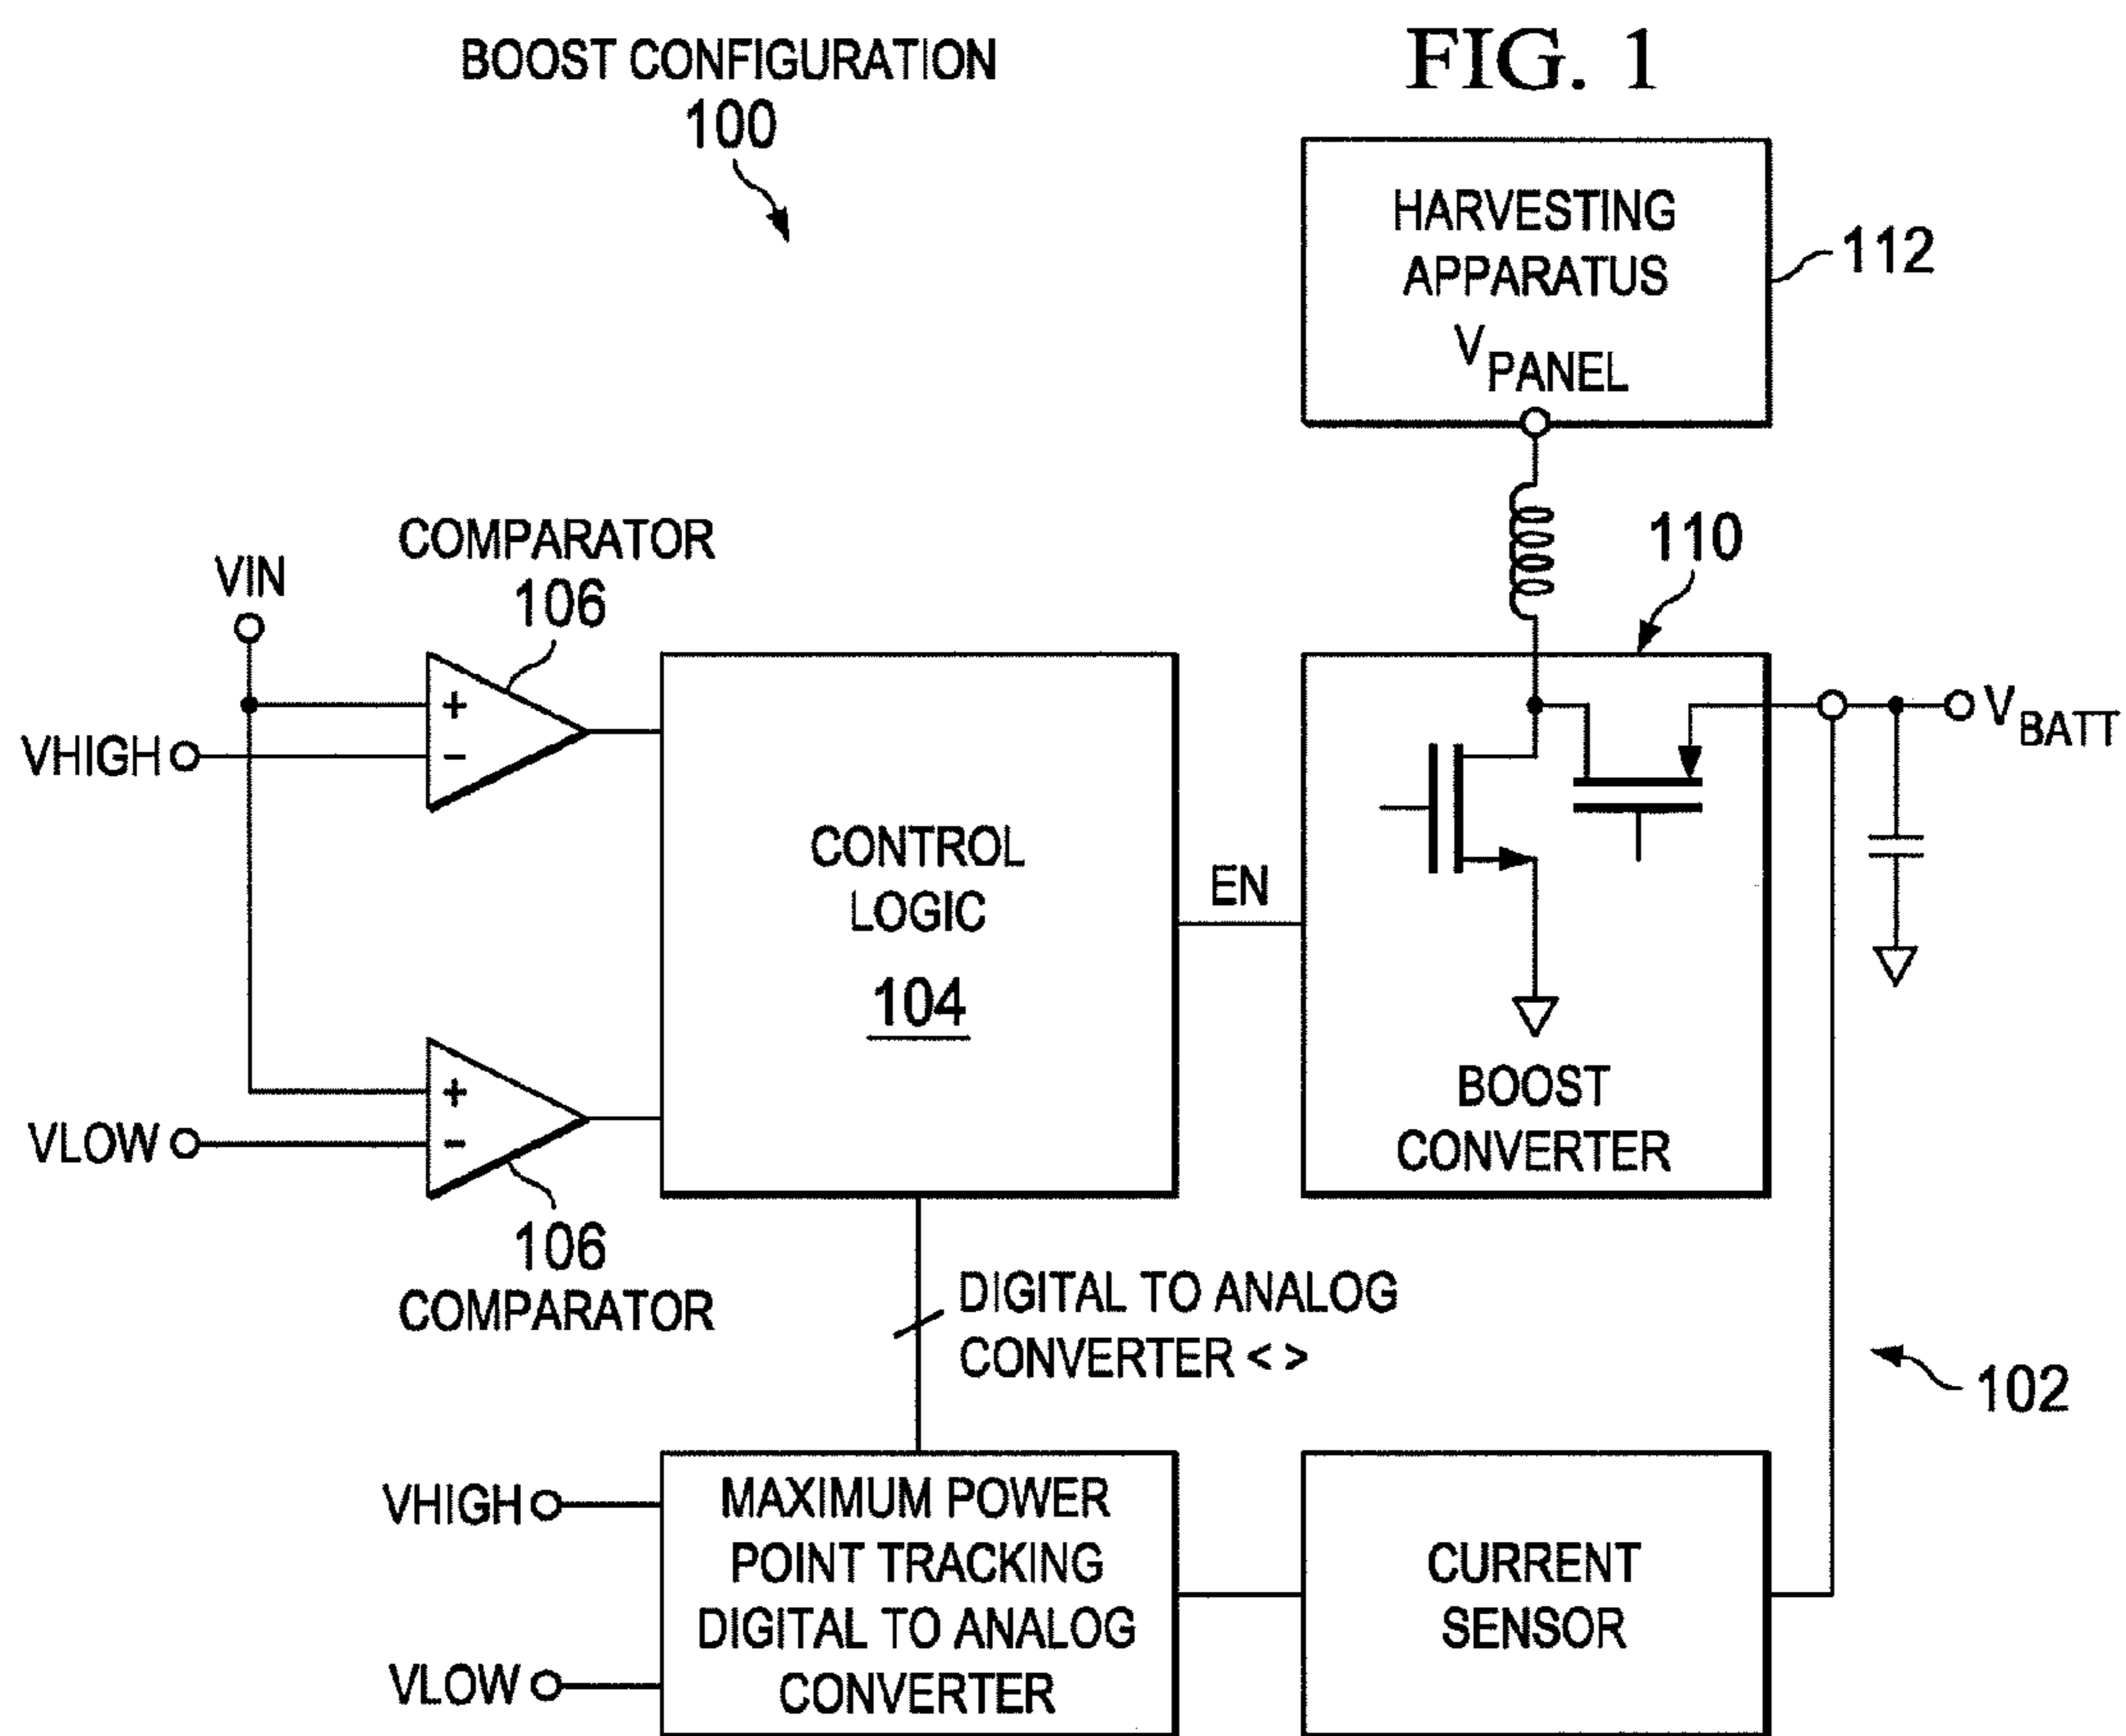 BOOST CONFIGURATION
100
FIG. 1
HARVESTING
APPARATUS
VPANEL
112
COMPARATOR
106
VIN
110
+
-
VHIGH
VBATT
CONTROL
LOGIC
104
EN
+
-
VLOW
BOOST
CONVERTER
106
COMPARATOR
DIGITAL TO ANALOG
CONVERTER < >
102
VHIGH
VLOW
MAXIMUM POWER
POINT TRACKING
DIGITAL TO ANALOG
CONVERTER
CURRENT
SENSOR